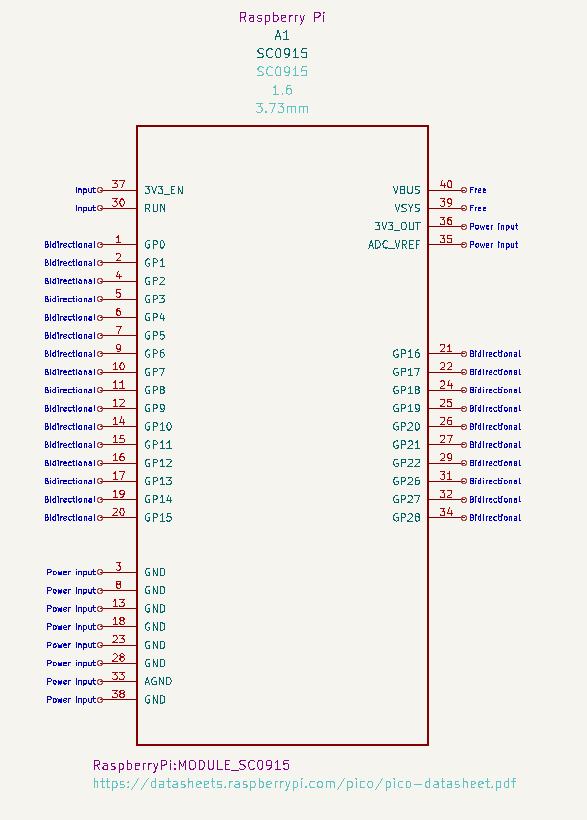 Raspberry Pi
A1
SC0915
SC0915
1.6
3.73mm
Input 37 3V3_EN VBUS 40 Free
Input 30 RUN VSYS 39 Free
3V3_OUT 36 Power Input
Bidirectional 1 GP0 ADC_VREF 35 Power Input
Bidirectional 2 GP1
Bidirectional 4 GP2
Bidirectional 5 GP3
Bidirectional 6 GP4
Bidirectional 7 GP5
Bidirectional 9 GP6 GP16 21 Bidirectional
Bidirectional 10 GP7 GP17 22 Bidirectional
Bidirectional 11 GP8 GP18 24 Bidirectional
Bidirectional 12 GP9 GP19 25 Bidirectional
Bidirectional 14 GP10 GP20 26 Bidirectional
Bidirectional 15 GP11 GP21 27 Bidirectional
Bidirectional 16 GP12 GP22 29 Bidirectional
Bidirectional 17 GP13 GP26 31 Bidirectional
Bidirectional 19 GP14 GP27 32 Bidirectional
Bidirectional 20 GP15 GP28 34 Bidirectional
Power Input 3 GND
Power Input 8 GND
Power Input 13 GND
Power Input 18 GND
Power Input 23 GND
Power Input 28 GND
Power Input 33 AGND
Power Input 38 GND
RaspberryPi:MODULE_SC0915
https://datasheets.raspberrypi.com/pico/pico-datasheet.pdf